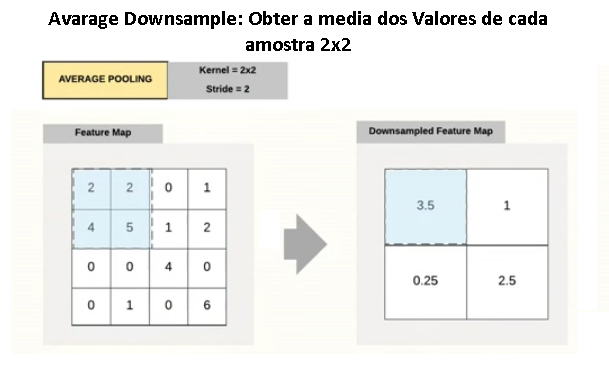 Avarage Downsample: Obter a media dos Valores de cada
amostra 2x2
AVERAGE POOLING
Kernel = 2x2
Stride = 2
Feature Map
2 2 0 1
4 5 1 2
0 0 4 0
0 1 0 6
Downsampled Feature Map
3.5 1
0.25 2.5